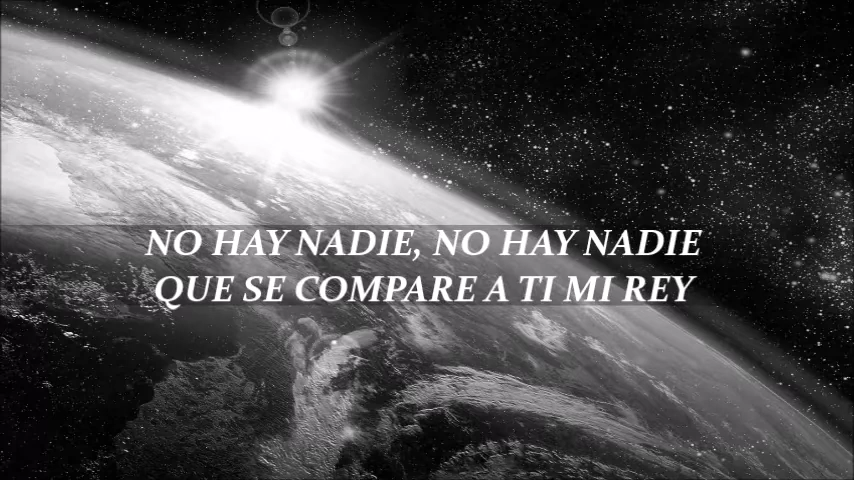 NO HAY NADIE, NO HAY NADIE
QUE SE COMPARE A TI MI REY